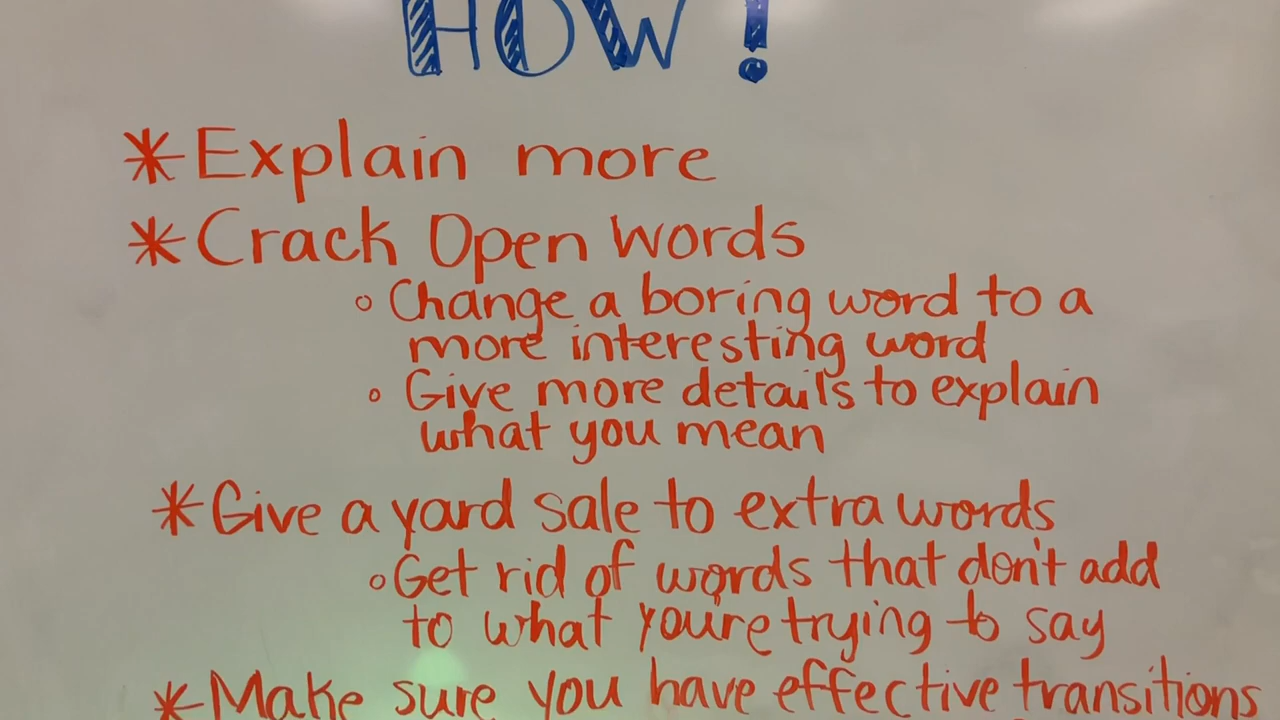 HOW!
* Explain more
* Crack Open Words
◦ Change a boring word to a
more interesting word
◦ Give more details to explain
what you mean
* Give a yard sale to extra words
◦ Get rid of words that don't add
to what you're trying to say
* Make sure you have effective transitions